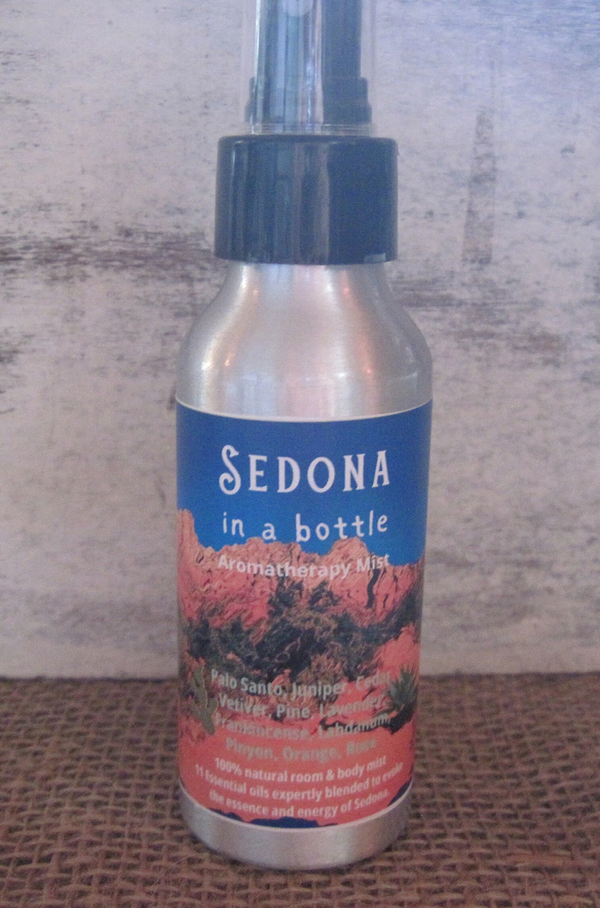 SEDONA
in a bottle
Aromatherapy Mist
Palo Santo, Juniper, Cedar,
Vetiver, Pine, Lavender,
Frankincense, Labdanum,
Pinyon, Orange, Rose
100% natural room & body mist
11 Essential oils expertly blended to evoke
the essence and energy of Sedona.